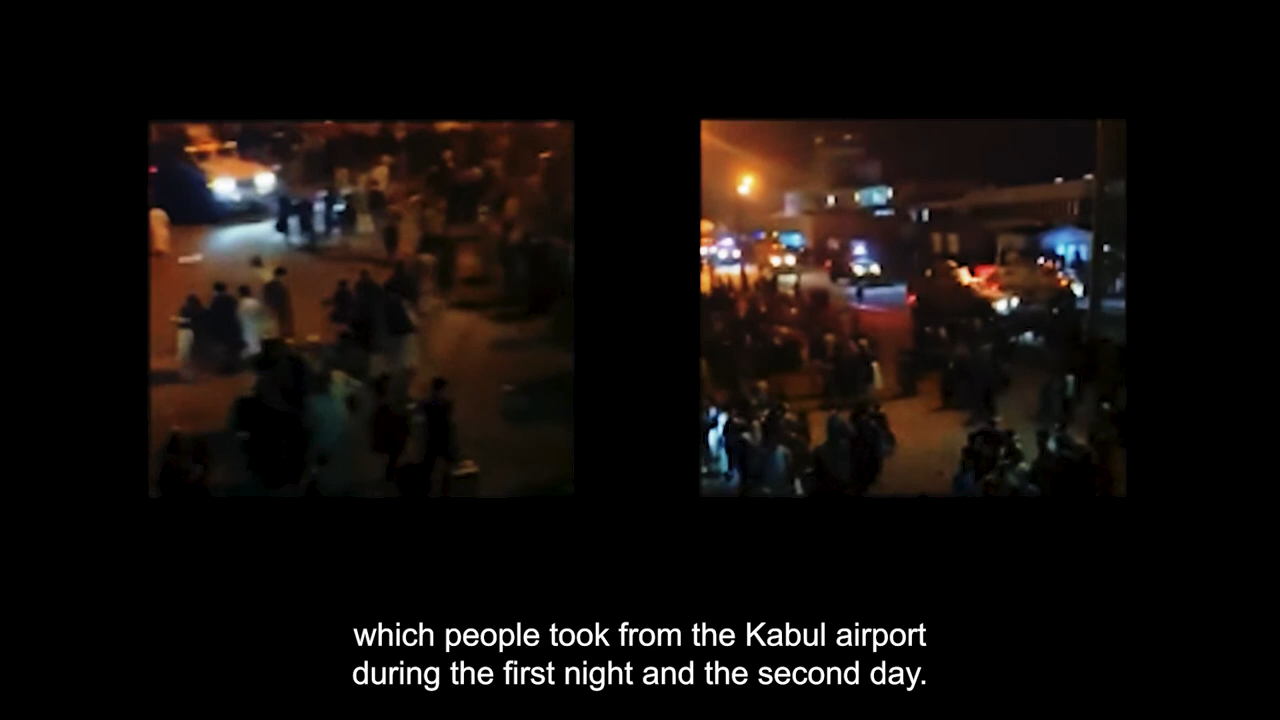 which people took from the Kabul airport
during the first night and the second day.